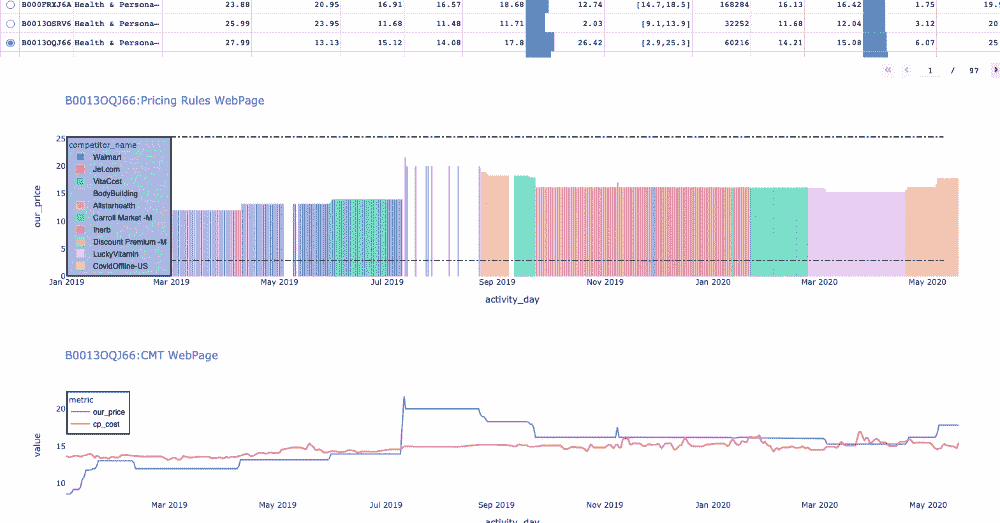 B000FRXJ6A Health & Persona— 23.88 20.95 16.91 16.57 18.68 12.74 [14.7,18.5] 168284 16.13 16.42 1.75 19.9
B0013OSRV6 Health & Persona— 25.99 23.95 11.68 11.48 11.71 2.03 [9.1,13.9] 32252 11.68 12.04 3.12 20
B0013OQJ66 Health & Persona— 27.99 13.13 15.12 14.08 17.8 26.42 [2.9,25.3] 60216 14.21 15.08 6.07 25
« ‹ 1 / 97 ›
B0013OQJ66:Pricing Rules WebPage
our_price
25
20
15
10
5
0
competitor_name
Walmart
Jet.com
VitaCost
BodyBuilding
Allstarhealth
Carroll Market -M
Iherb
Discount Premium -M
LuckyVitamin
CovidOffline-US
Jan 2019 Mar 2019 May 2019 Jul 2019 Sep 2019 Nov 2019 Jan 2020 Mar 2020 May 2020
activity_day
B0013OQJ66:CMT WebPage
value
20
15
10
metric
our_price
cp_cost
Mar 2019 May 2019 Jul 2019 Sep 2019 Nov 2019 Jan 2020 Mar 2020 May 2020
activity_day